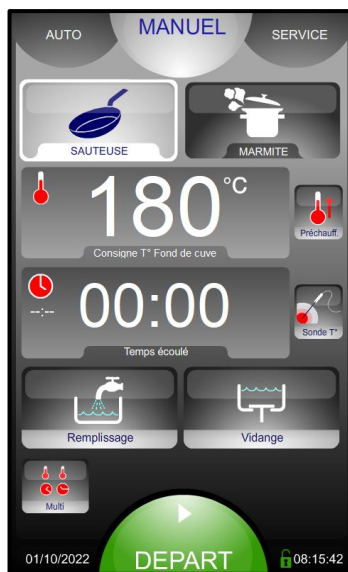 AUTO
MANUEL
SERVICE
SAUTEUSE
MARMITE
180°C
Consigne T° Fond de cuve
Préchauff.
00:00
--:--
Temps écoulé
Sonde T°
Remplissage
Vidange
Multi
01/10/2022
DEPART
08:15:42